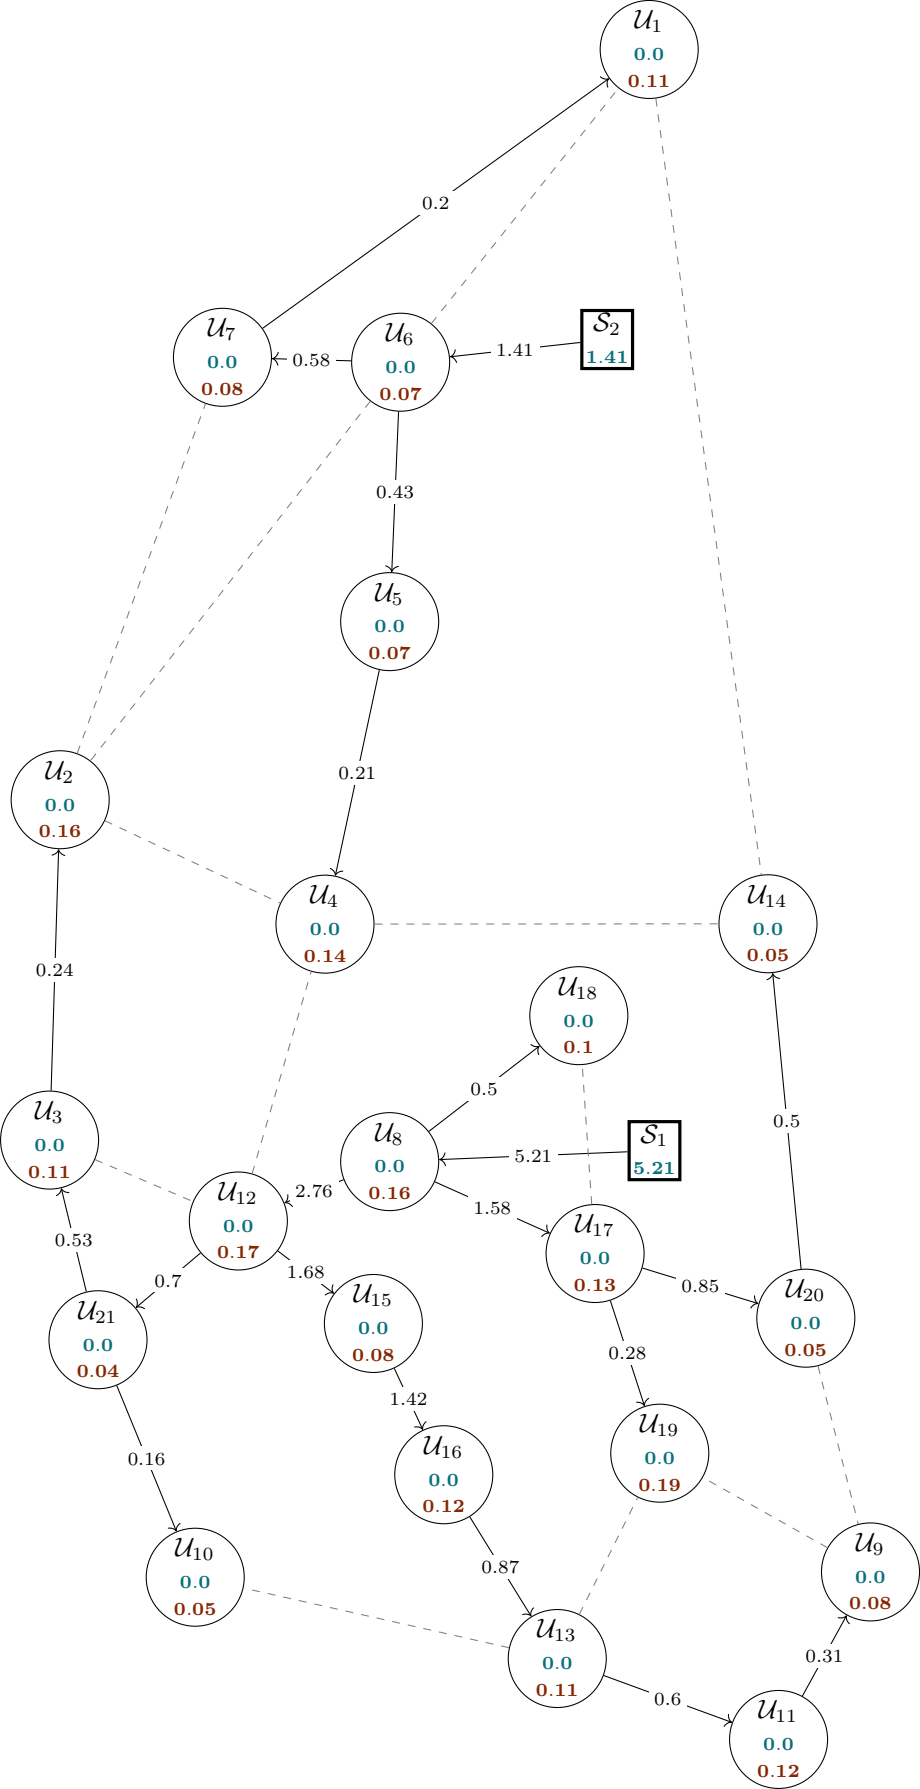 𝒰₁
0.0
0.11
0.2
𝒰₇
0.0
0.08
0.58
𝒰₆
0.0
0.07
1.41
𝒮₂
1.41
0.43
𝒰₅
0.0
0.07
0.21
𝒰₂
0.0
0.16
𝒰₄
0.0
0.14
𝒰₁₄
0.0
0.05
0.24
𝒰₁₈
0.0
0.1
0.5
𝒰₃
0.0
0.11
𝒰₈
0.0
0.16
5.21
𝒮₁
5.21
0.5
𝒰₁₂
0.0
0.17
2.76
1.58
𝒰₁₇
0.0
0.13
0.53
0.7
1.68
0.85
𝒰₂₁
0.0
0.04
𝒰₁₅
0.0
0.08
0.28
𝒰₂₀
0.0
0.05
1.42
0.16
𝒰₁₆
0.0
0.12
𝒰₁₉
0.0
0.19
0.87
𝒰₁₀
0.0
0.05
𝒰₉
0.0
0.08
𝒰₁₃
0.0
0.11
0.31
0.6
𝒰₁₁
0.0
0.12